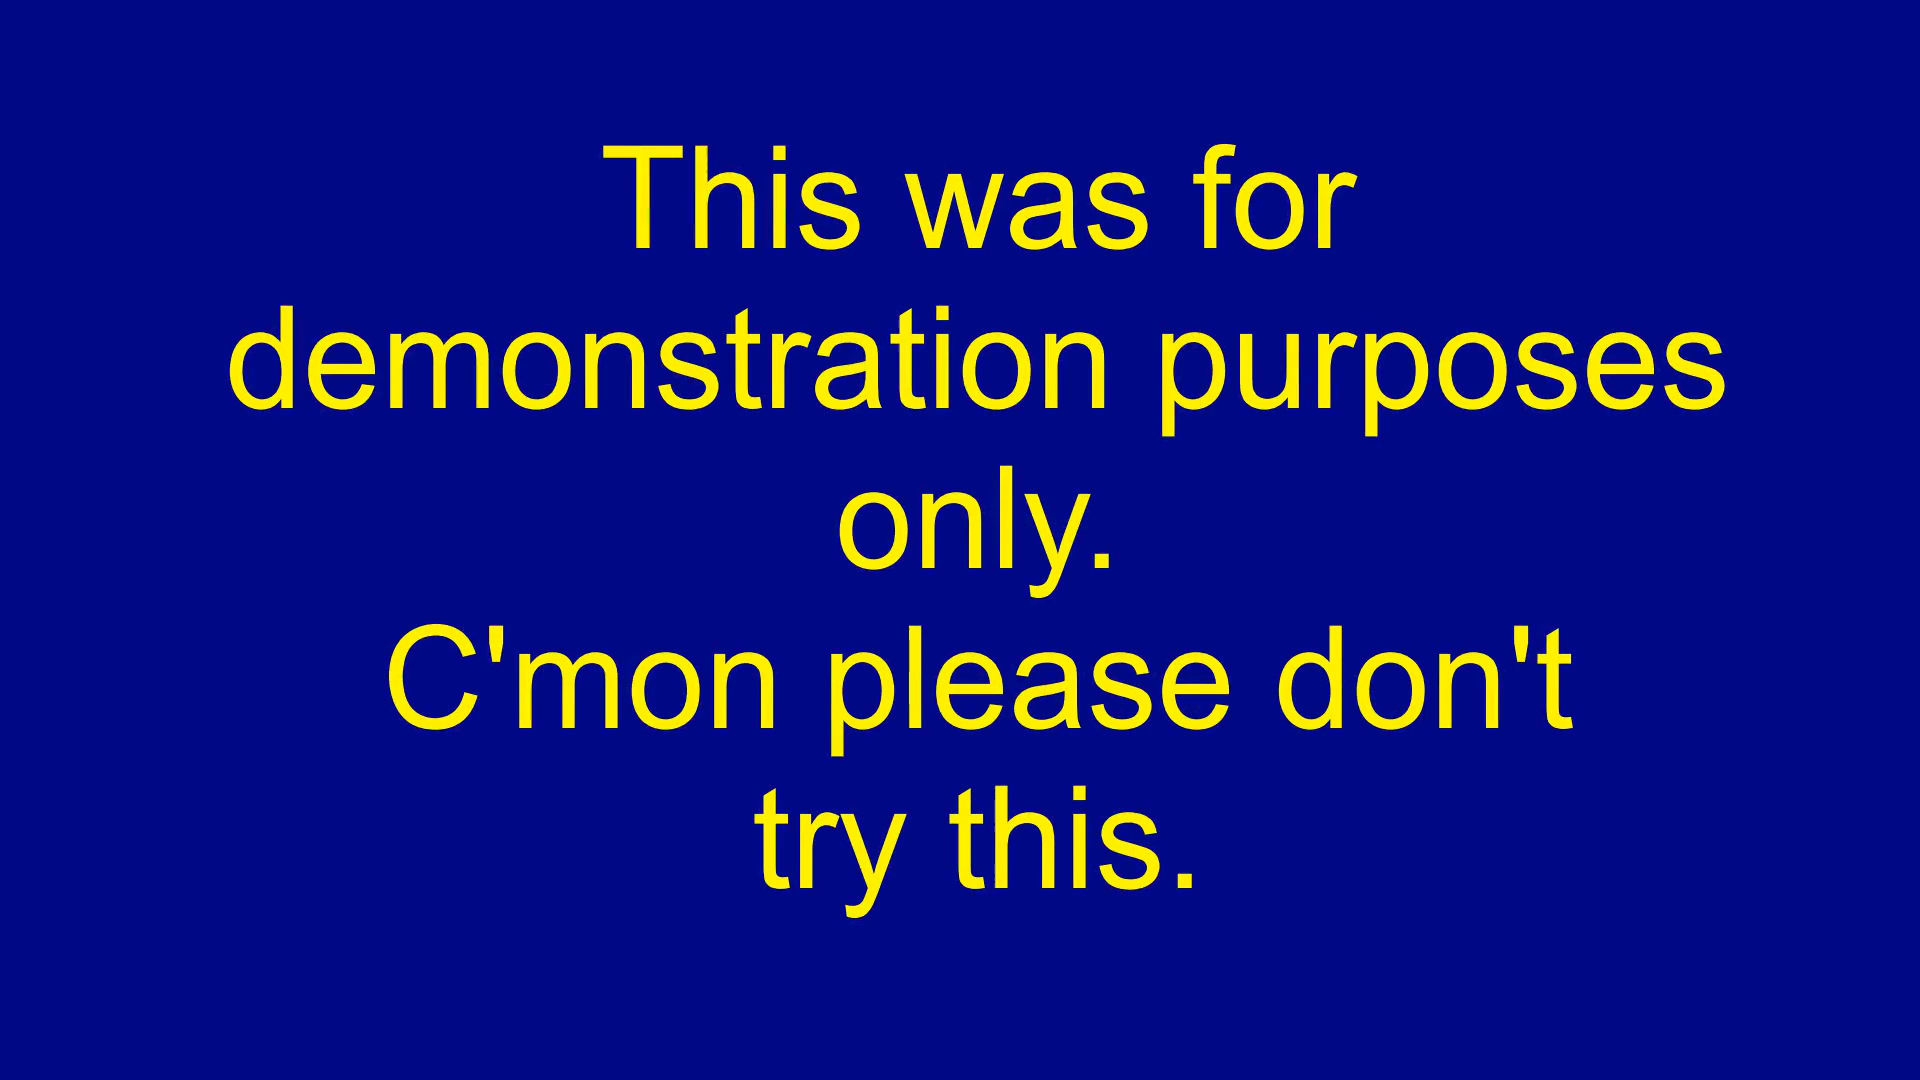 This was for
demonstration purposes
only.
C'mon please don't
try this.